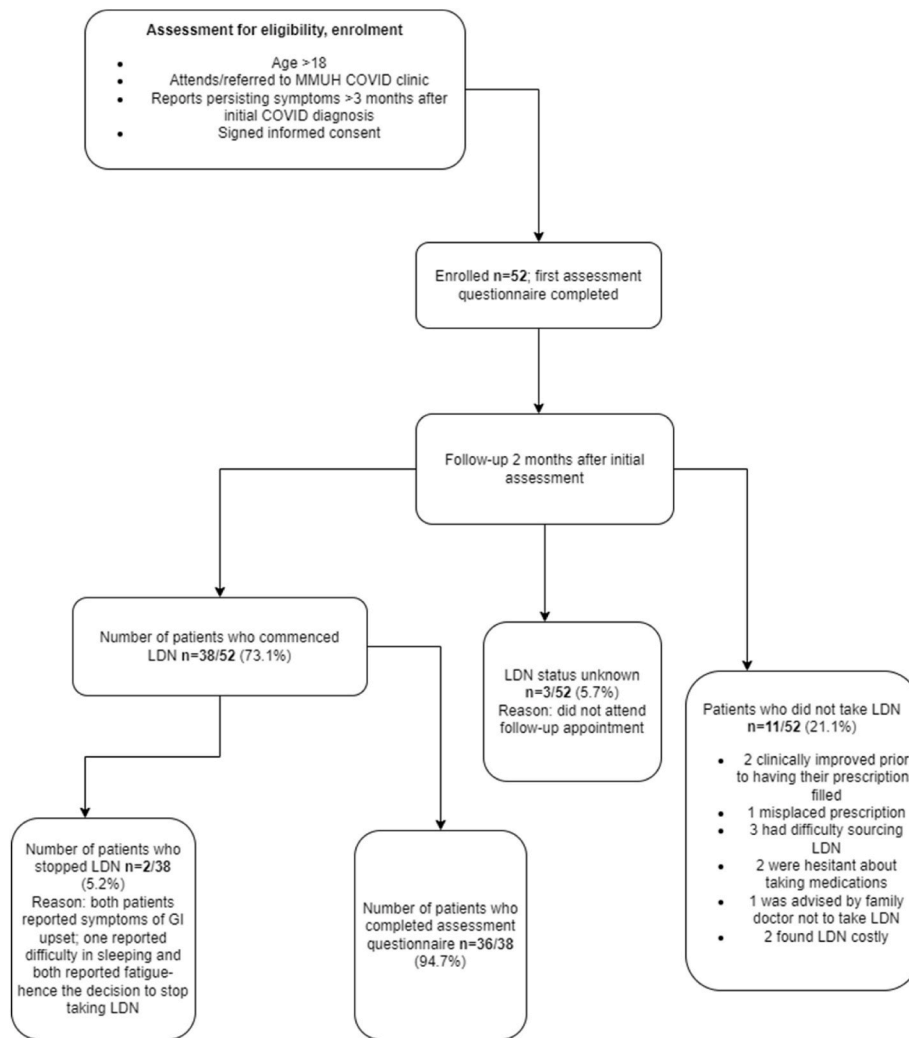 Assessment for eligibility, enrolment
• Age >18
• Attends/referred to MMUH COVID clinic
• Reports persisting symptoms >3 months after
initial COVID diagnosis
• Signed informed consent
Enrolled n=52; first assessment
questionnaire completed
Follow-up 2 months after initial
assessment
Number of patients who commenced
LDN n=38/52 (73.1%)
LDN status unknown
n=3/52 (5.7%)
Reason: did not attend
follow-up appointment
Patients who did not take LDN
n=11/52 (21.1%)
• 2 clinically improved prior
to having their prescription
filled
• 1 misplaced prescription
• 3 had difficulty sourcing
LDN
• 2 were hesitant about
taking medications
• 1 was advised by family
doctor not to take LDN
• 2 found LDN costly
Number of patients who
stopped LDN n=2/38
(5.2%)
Reason: both patients
reported symptoms of GI
upset; one reported
difficulty in sleeping and
both reported fatigue-
hence the decision to stop
taking LDN
Number of patients who
completed assessment
questionnaire n=36/38
(94.7%)